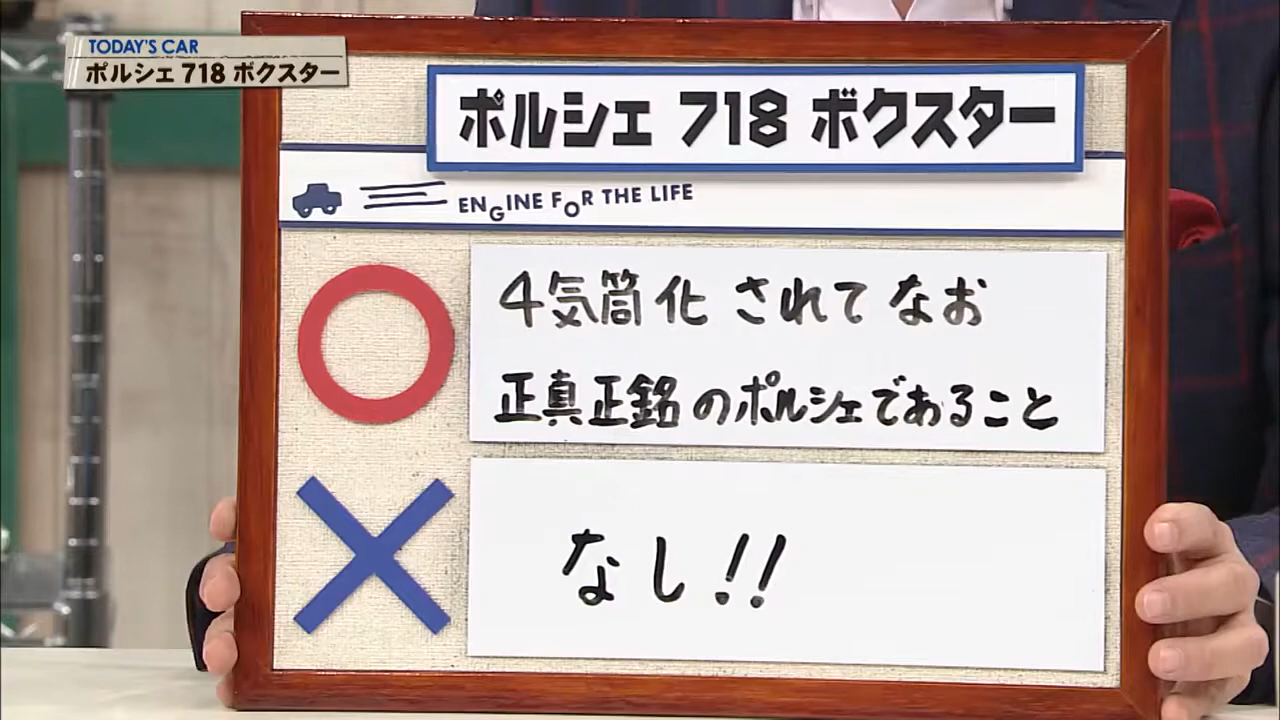 TODAY'S CAR
ポルシェ 718 ボクスター
ポルシェ 718 ボクスター
ENGINE FOR THE LIFE
4気筒化されてなお
正真正銘のポルシェであること
なし!!